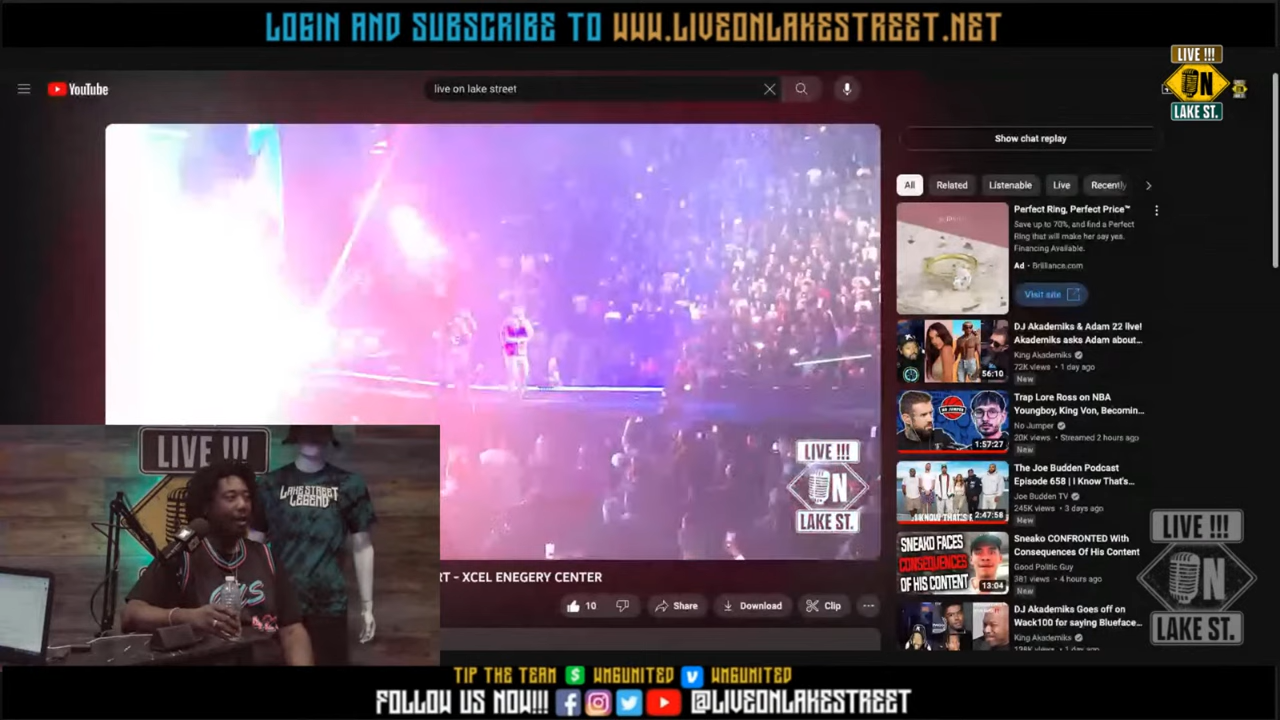 LOGIN AND SUBSCRIBE TO WWW.LIVEONLAKESTREET.NET
LIVE !!!
ON
LAKE ST.
YouTube
live on lake street
Show chat replay
All
Related
Listenable
Live
Recently
Perfect Ring, Perfect Price™
Save up to 70%, and find a Perfect
Ring that will make her say yes.
Financing Available.
Ad · Brilliance.com
Visit site
DJ Akademiks & Adam 22 live!
Akademiks asks Adam about...
King Akademiks
72K views · 1 day ago
New
56:10
Trap Lore Ross on NBA
Youngboy, King Von, Becomin...
No Jumper
20K views · Streamed 2 hours ago
New
1:57:27
The Joe Budden Podcast
Episode 658 | I Know That's...
Joe Budden TV
245K views · 3 days ago
New
2:47:58
SNEAKO FACES
CONSEQUENCES
OF HIS CONTENT
13:04
Sneako CONFRONTED With
Consequences Of His Content
Good Politic Guy
381 views · 4 hours ago
New
DJ Akademiks Goes off on
Wack100 for saying Blueface...
King Akademiks
LIVE !!!
ON
LAKE ST.
LIVE !!!
ON
LAKE ST.
LIVE !!!
LAKE STREET
LEGEND
RT - XCEL ENEGERY CENTER
10
Share
Download
Clip
TIP THE TEAM UMGUNITED UMGUNITED
FOLLOW US NOW!!! @LIVEONLAKESTREET